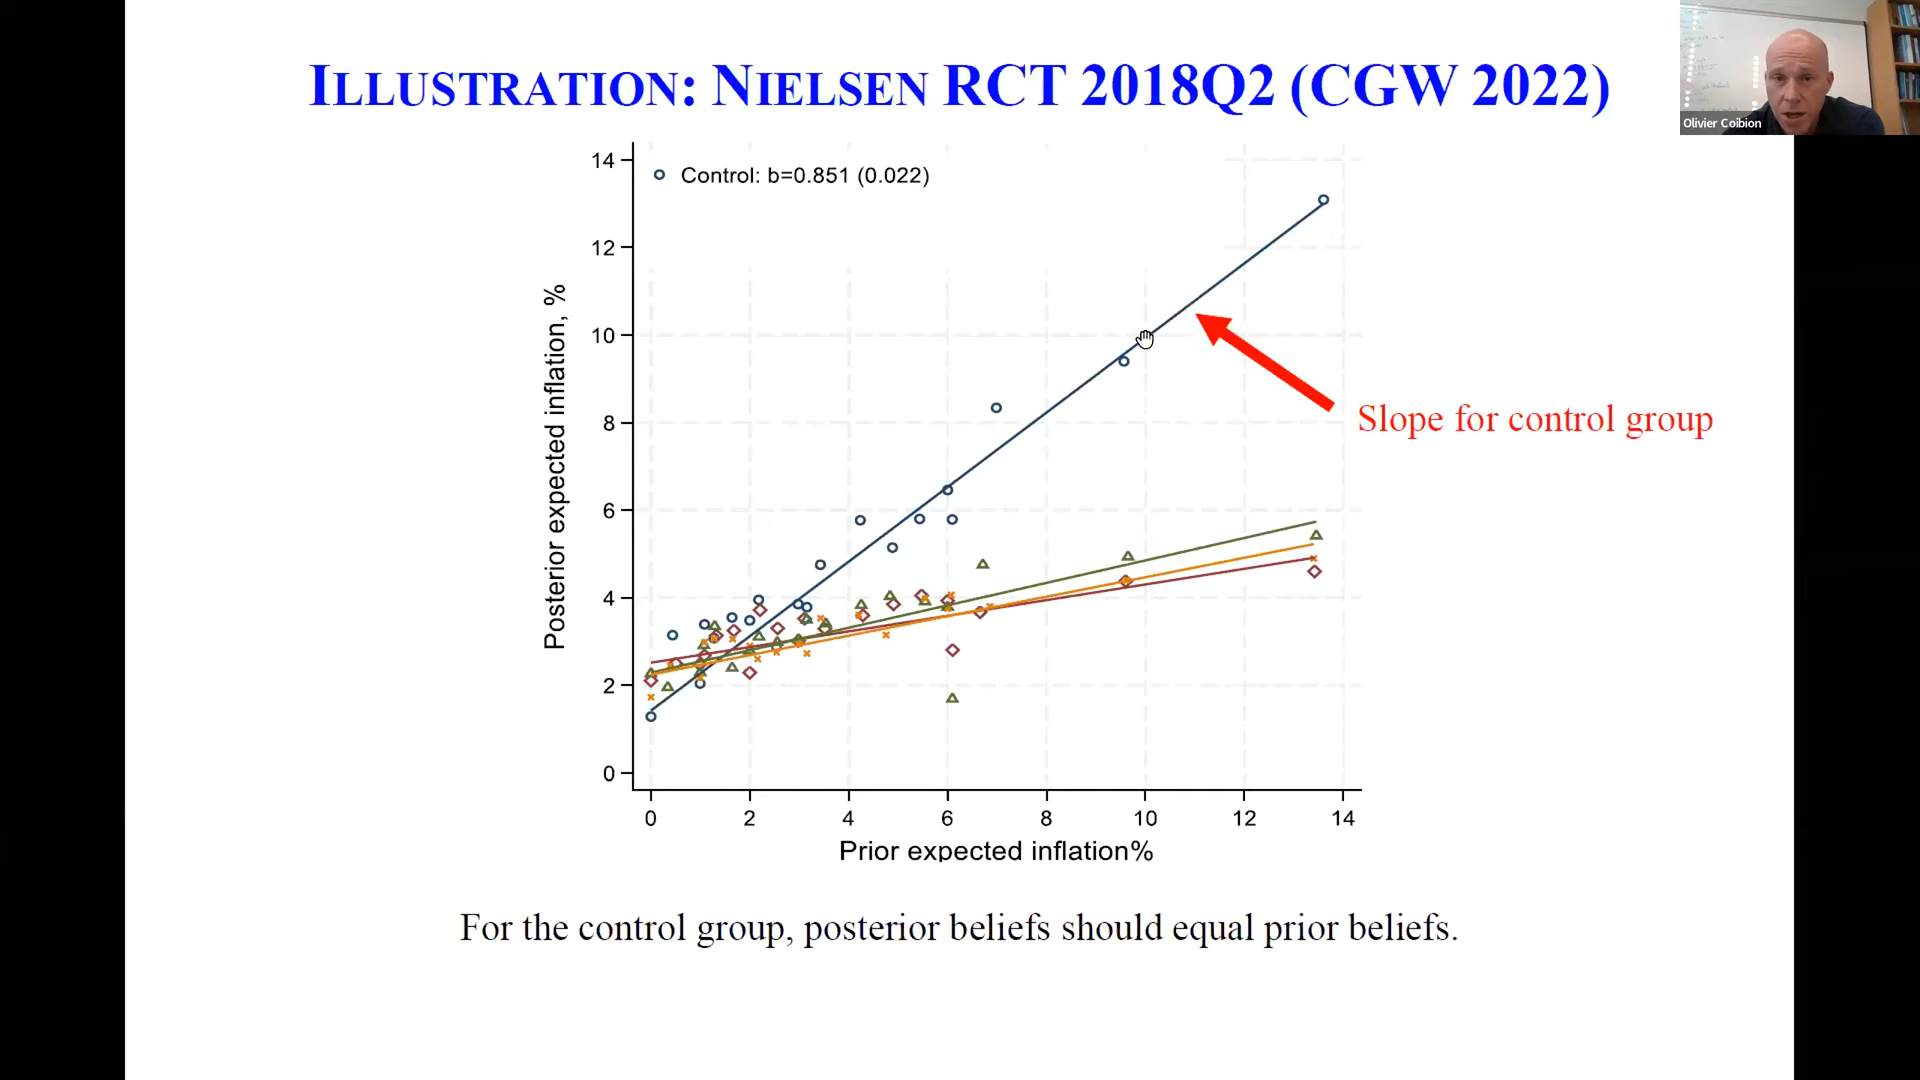 ILLUSTRATION: NIELSEN RCT 2018Q2 (CGW 2022)
Olivier Coibion
Control: b=0.851 (0.022)
14
12
10
8
6
4
2
0
Posterior expected inflation, %
Slope for control group
0 2 4 6 8 10 12 14
Prior expected inflation%
For the control group, posterior beliefs should equal prior beliefs.